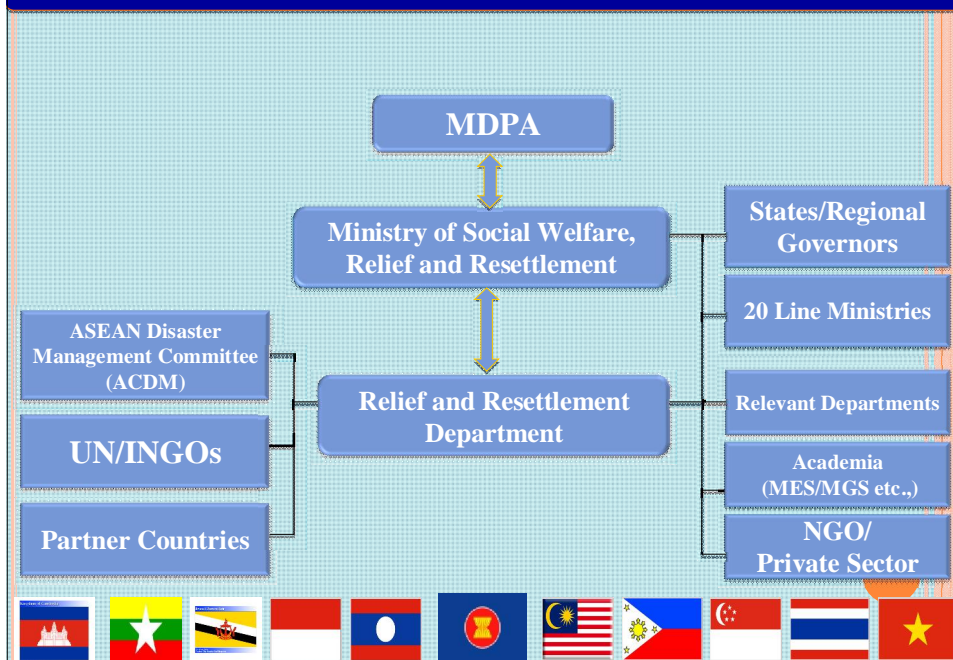 MDPA
Ministry of Social Welfare,
Relief and Resettlement
States/Regional
Governors
20 Line Ministries
ASEAN Disaster
Management Committee
(ACDM)
Relief and Resettlement
Department
Relevant Departments
UN/INGOs
Academia
(MES/MGS etc.,)
Partner Countries
NGO/
Private Sector